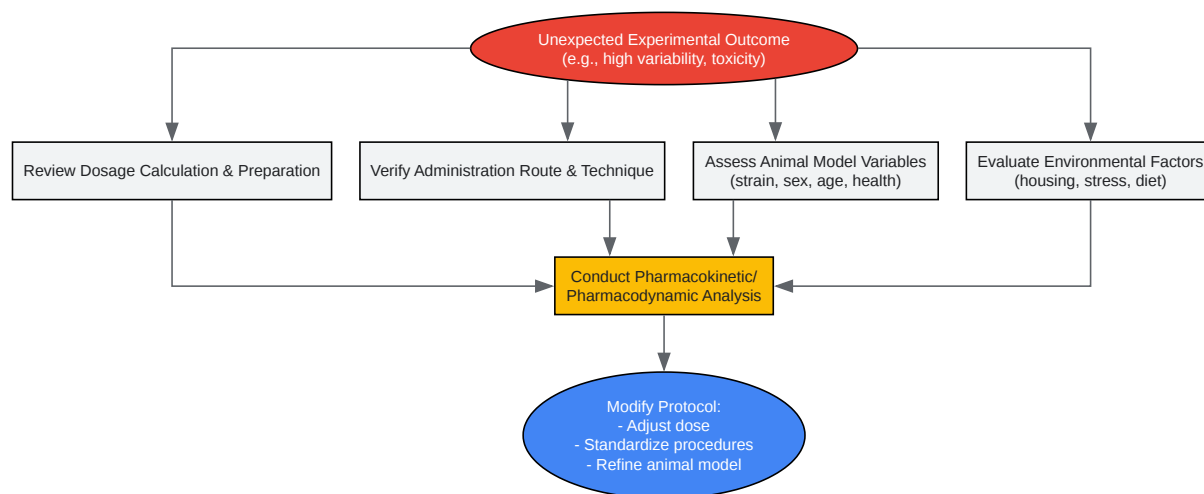 Unexpected Experimental Outcome
(e.g., high variability, toxicity)
Review Dosage Calculation & Preparation
Verify Administration Route & Technique
Assess Animal Model Variables
(strain, sex, age, health)
Evaluate Environmental Factors
(housing, stress, diet)
Conduct Pharmacokinetic/
Pharmacodynamic Analysis
Modify Protocol:
- Adjust dose
- Standardize procedures
- Refine animal model